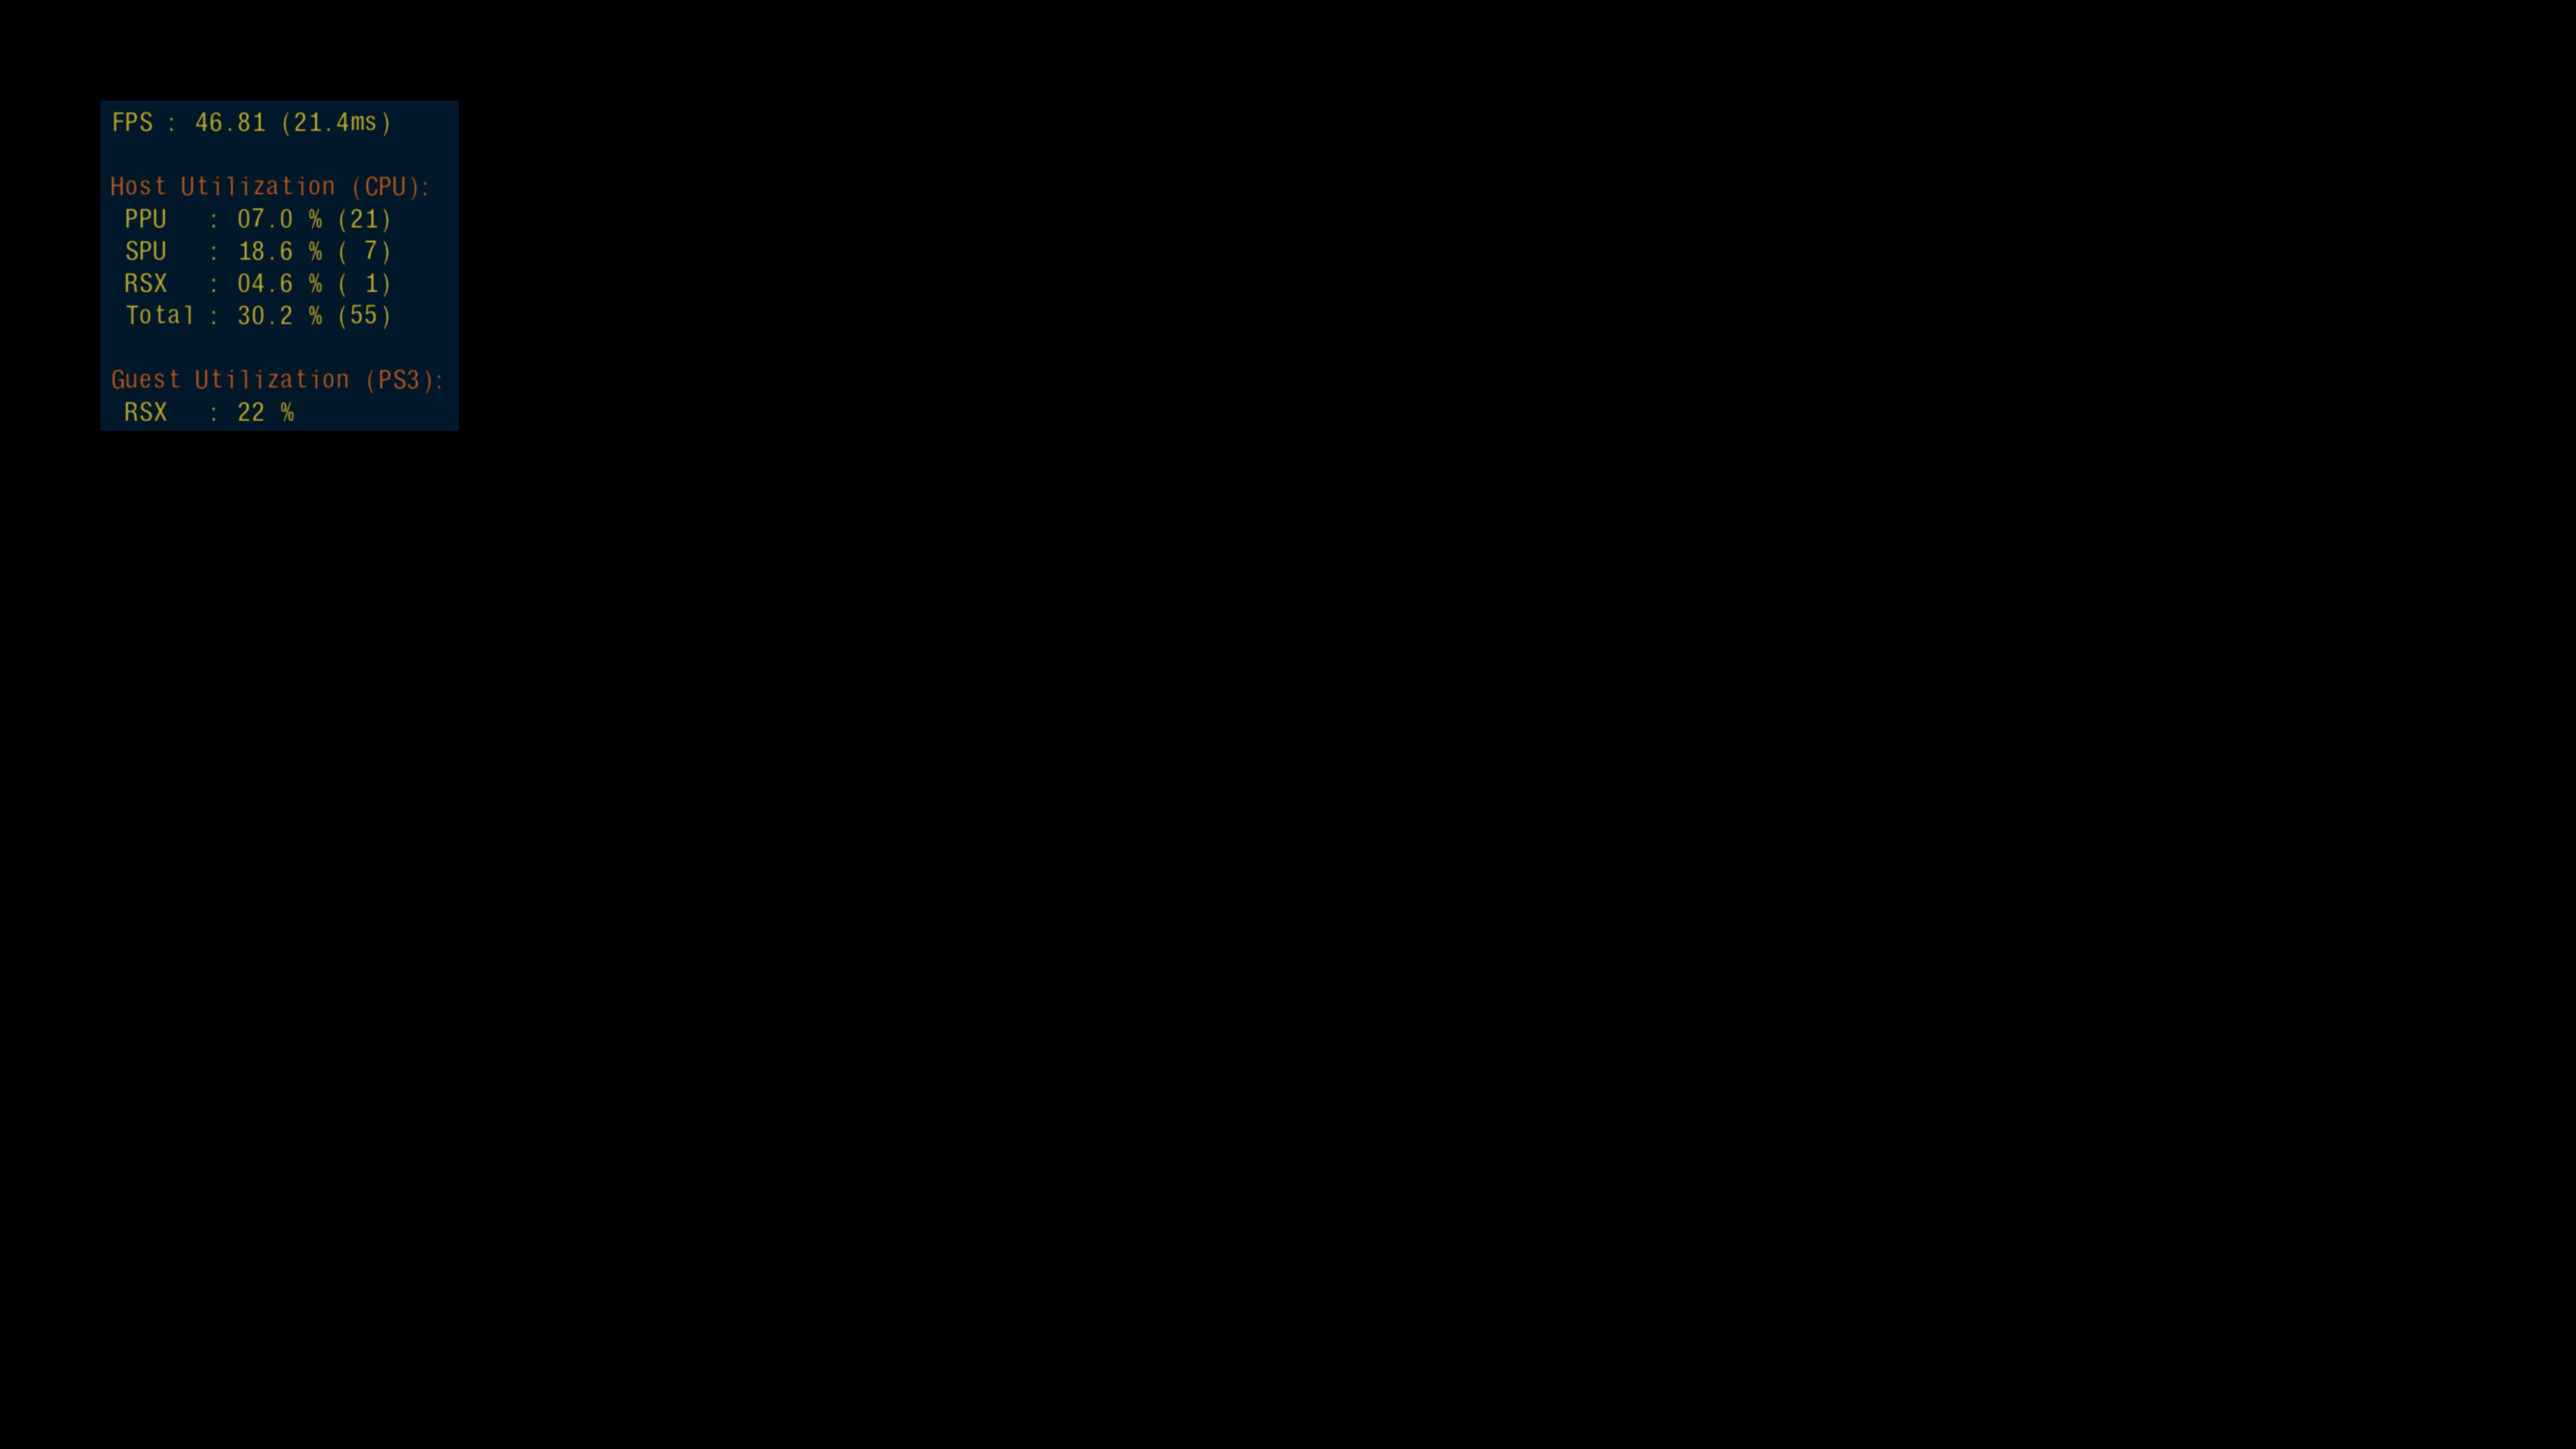 FPS : 46.81 (21.4ms)
Host Utilization (CPU):
PPU : 07.0 % (21)
SPU : 18.6 % ( 7)
RSX : 04.6 % ( 1)
Total : 30.2 % (55)
Guest Utilization (PS3):
RSX : 22 %